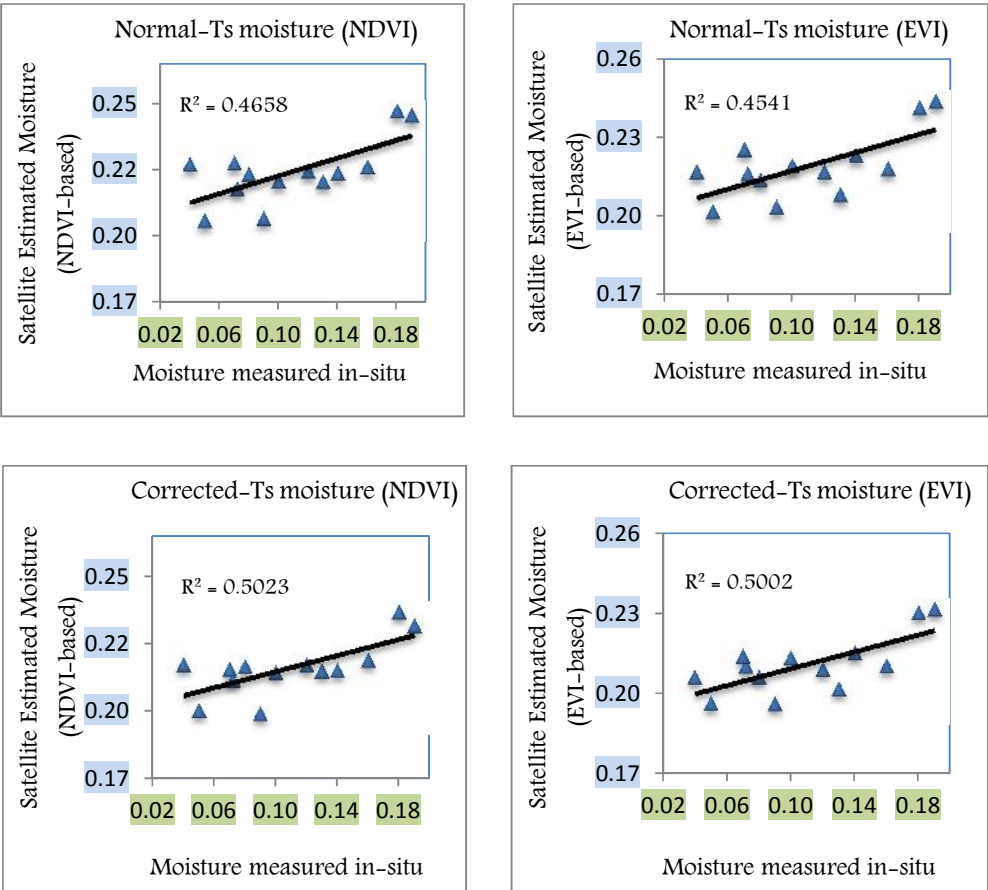 Normal-Ts moisture (NDVI)
Satellite Estimated Moisture
(NDVI-based)
R² = 0.4658
0.25
0.22
0.20
0.17
0.02 0.06 0.10 0.14 0.18
Moisture measured in-situ
Normal-Ts moisture (EVI)
Satellite Estimated Moisture
(EVI-based)
R² = 0.4541
0.26
0.23
0.20
0.17
0.02 0.06 0.10 0.14 0.18
Moisture measured in-situ
Corrected-Ts moisture (NDVI)
Satellite Estimated Moisture
(NDVI-based)
R² = 0.5023
0.25
0.22
0.20
0.17
0.02 0.06 0.10 0.14 0.18
Moisture measured in-situ
Corrected-Ts moisture (EVI)
Satellite Estimated Moisture
(EVI-based)
R² = 0.5002
0.26
0.23
0.20
0.17
0.02 0.06 0.10 0.14 0.18
Moisture measured in-situ